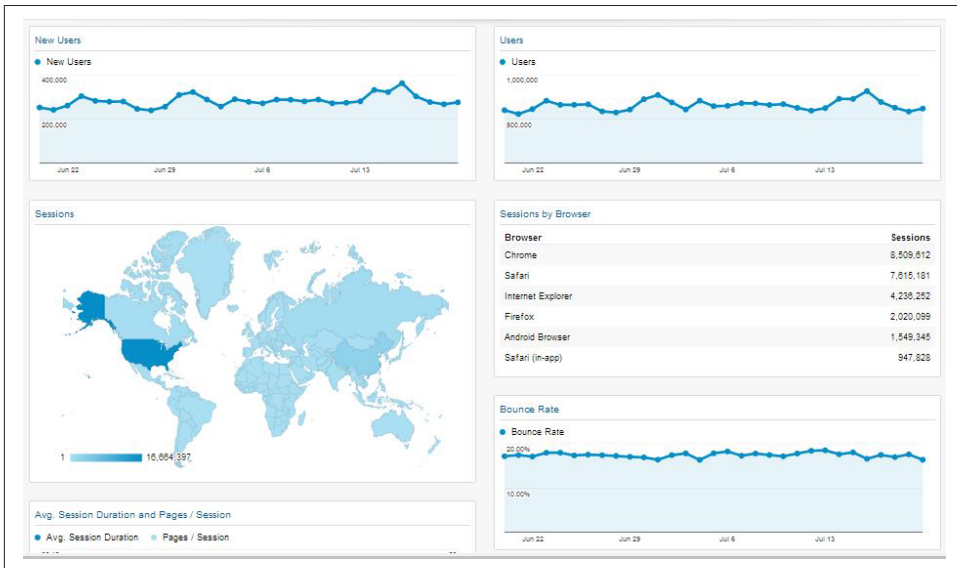 New Users
New Users
400,000
200,000
Jun 22 Jun 29 Jul 6 Jul 13
Users
Users
1,000,000
500,000
Jun 22 Jun 29 Jul 6 Jul 13
Sessions
1 16,664,397
Sessions by Browser
Browser Sessions
Chrome 8,509,612
Safari 7,615,181
Internet Explorer 4,236,252
Firefox 2,020,099
Android Browser 1,549,345
Safari (in-app) 947,828
Bounce Rate
Bounce Rate
20.00%
10.00%
Jun 22 Jun 29 Jul 6 Jul 13
Avg. Session Duration and Pages / Session
Avg. Session Duration Pages / Session